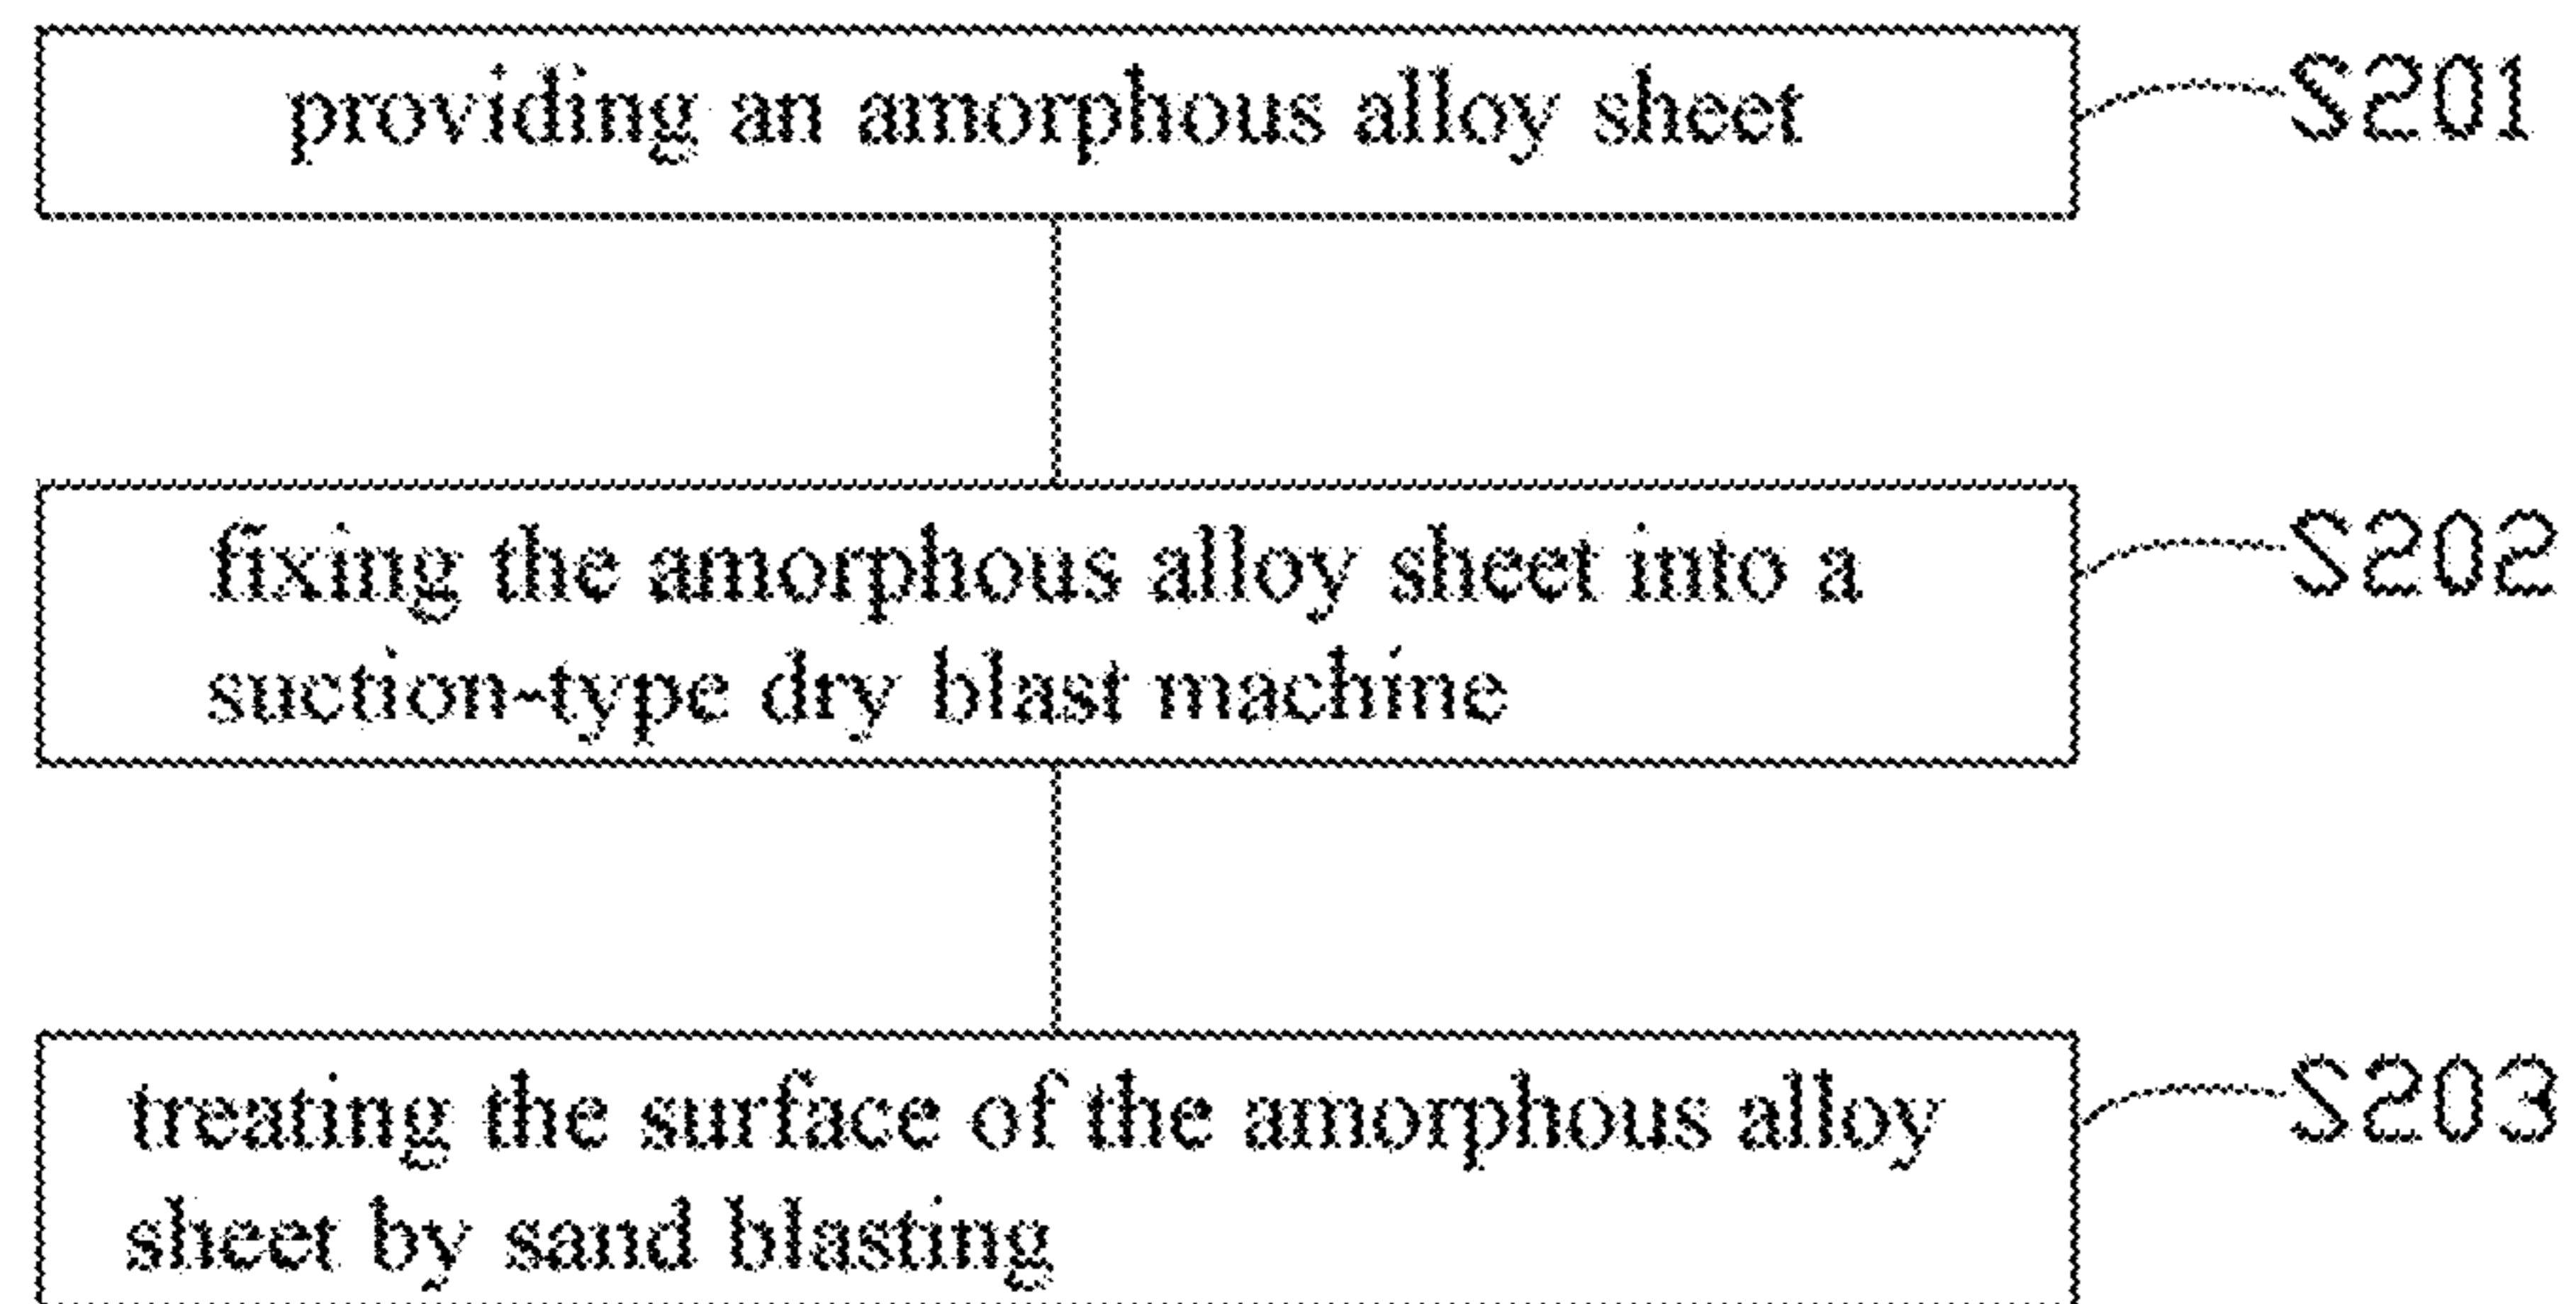 providing an amorphous alloy sheet
S201
fixing the amorphous alloy sheet into a
suction-type dry blast machine
S202
treating the surface of the amorphous alloy
sheet by sand blasting
S203